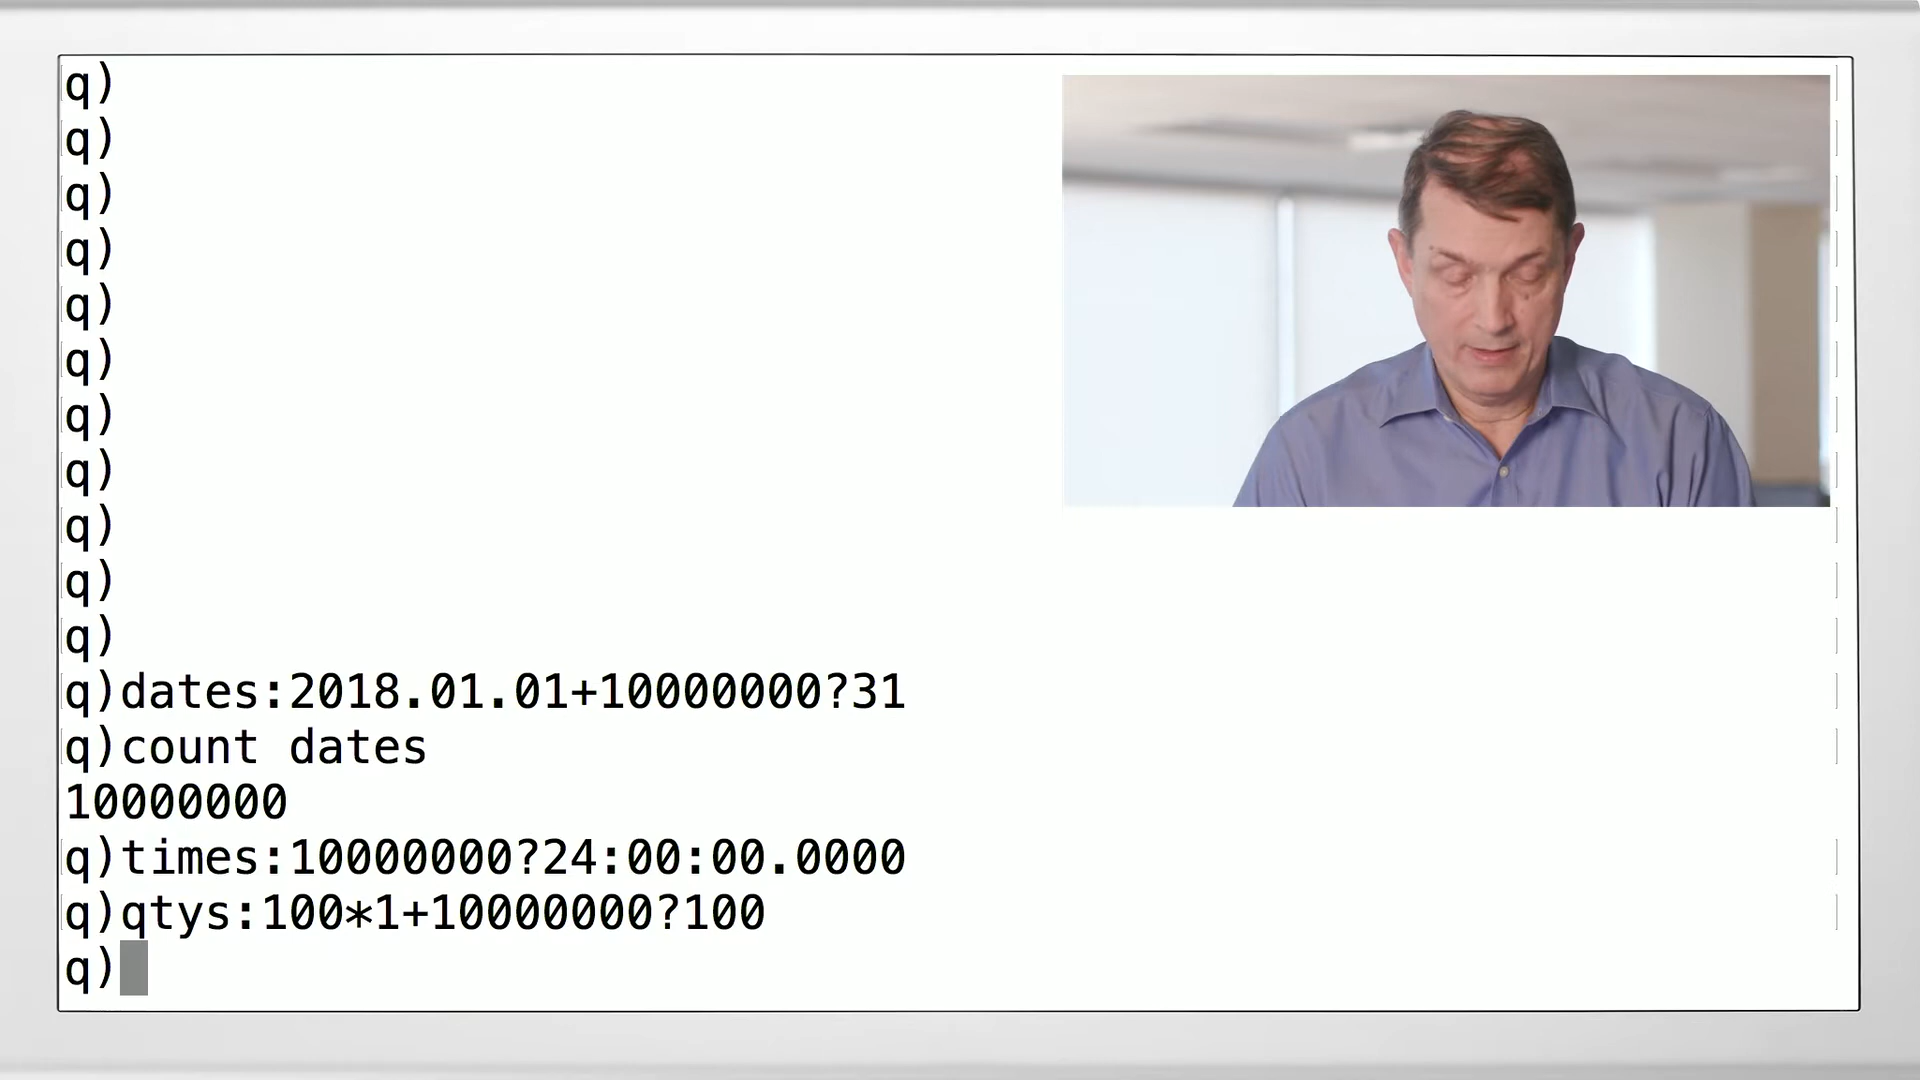 q)
q)
q)
q)
q)
q)
q)
q)
q)
q)
q)
q)dates:2018.01.01+10000000?31
q)count dates
10000000
q)times:10000000?24:00:00.0000
q)qtys:100*1+10000000?100
q)